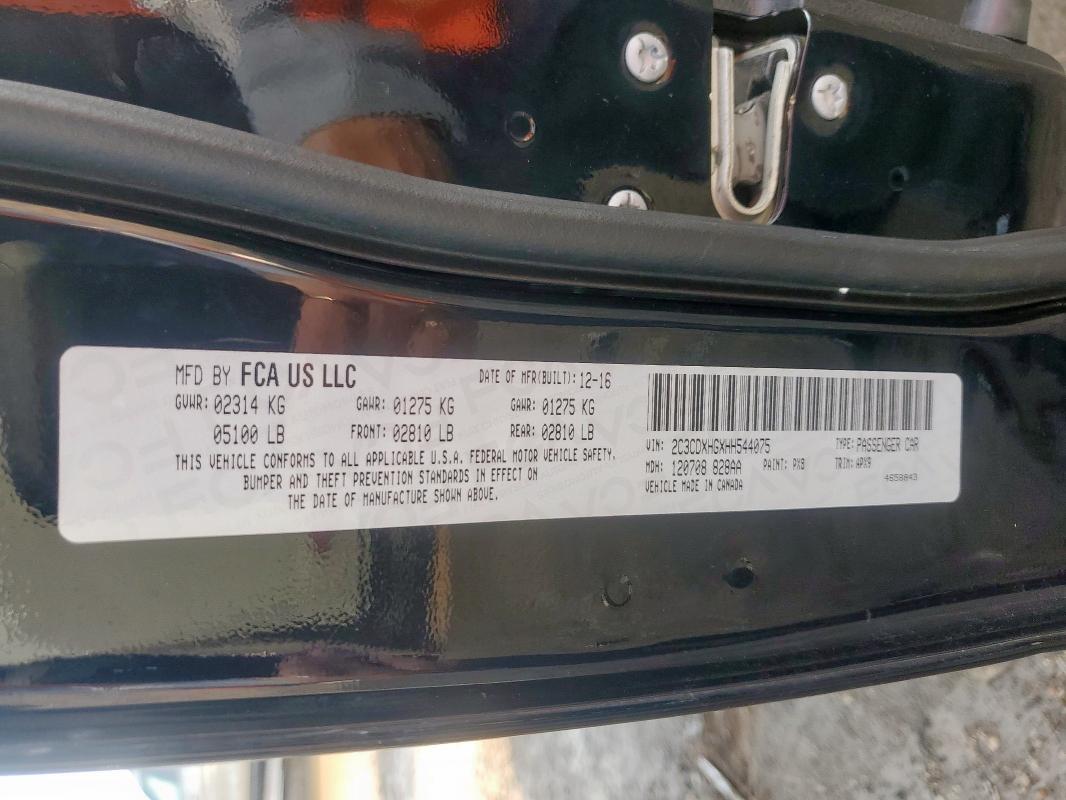 MFD BY FCA US LLC
DATE OF MFR(BUILT): 12-16
GVWR: 02314 KG GAWR: 01275 KG GAWR: 01275 KG
05100 LB FRONT: 02810 LB REAR: 02810 LB
THIS VEHICLE CONFORMS TO ALL APPLICABLE U.S.A. FEDERAL MOTOR VEHICLE SAFETY,
BUMPER AND THEFT PREVENTION STANDARDS IN EFFECT ON
THE DATE OF MANUFACTURE SHOWN ABOVE.
VIN: 2C3CDXHGXHH544075 TYPE: PASSENGER CAR
MDH: 120708 828AA PAINT: PX8 TRIM: APX9
VEHICLE MADE IN CANADA 4658843